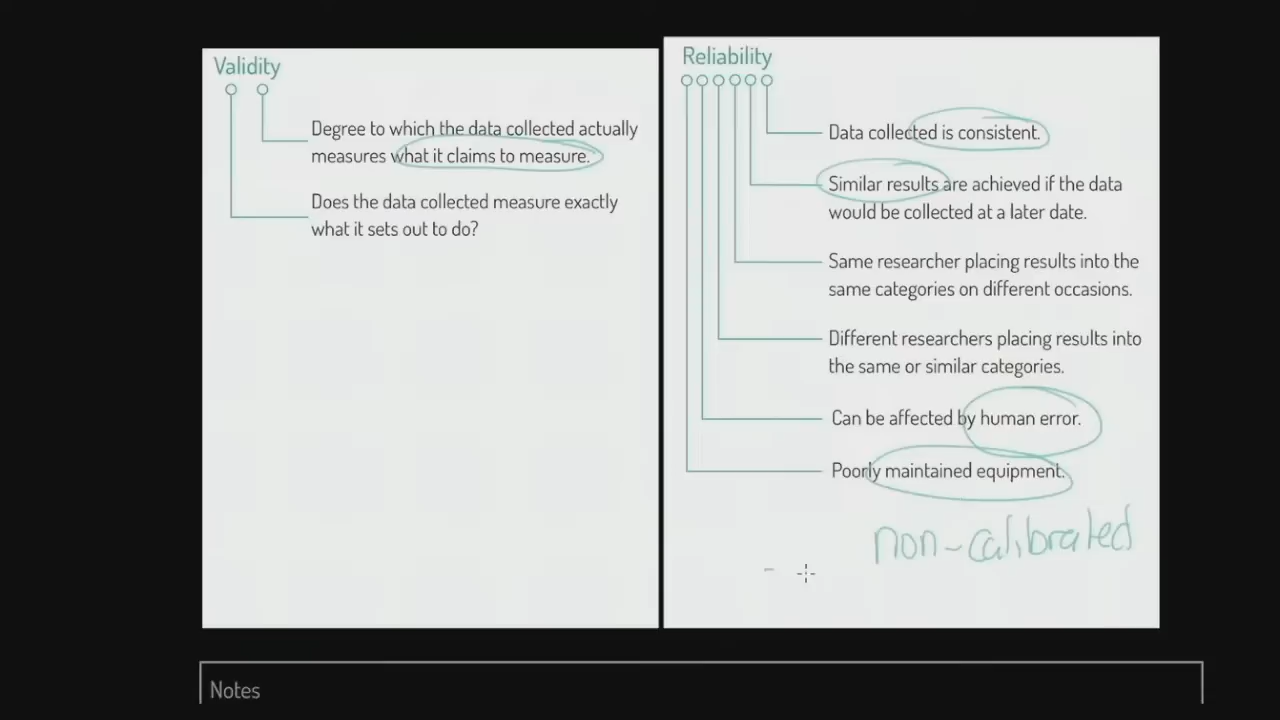 Validity
Degree to which the data collected actually
measures what it claims to measure.
Does the data collected measure exactly
what it sets out to do?
Reliability
Data collected is consistent.
Similar results are achieved if the data
would be collected at a later date.
Same researcher placing results into the
same categories on different occasions.
Different researchers placing results into
the same or similar categories.
Can be affected by human error.
Poorly maintained equipment.
non-calibrated
Notes